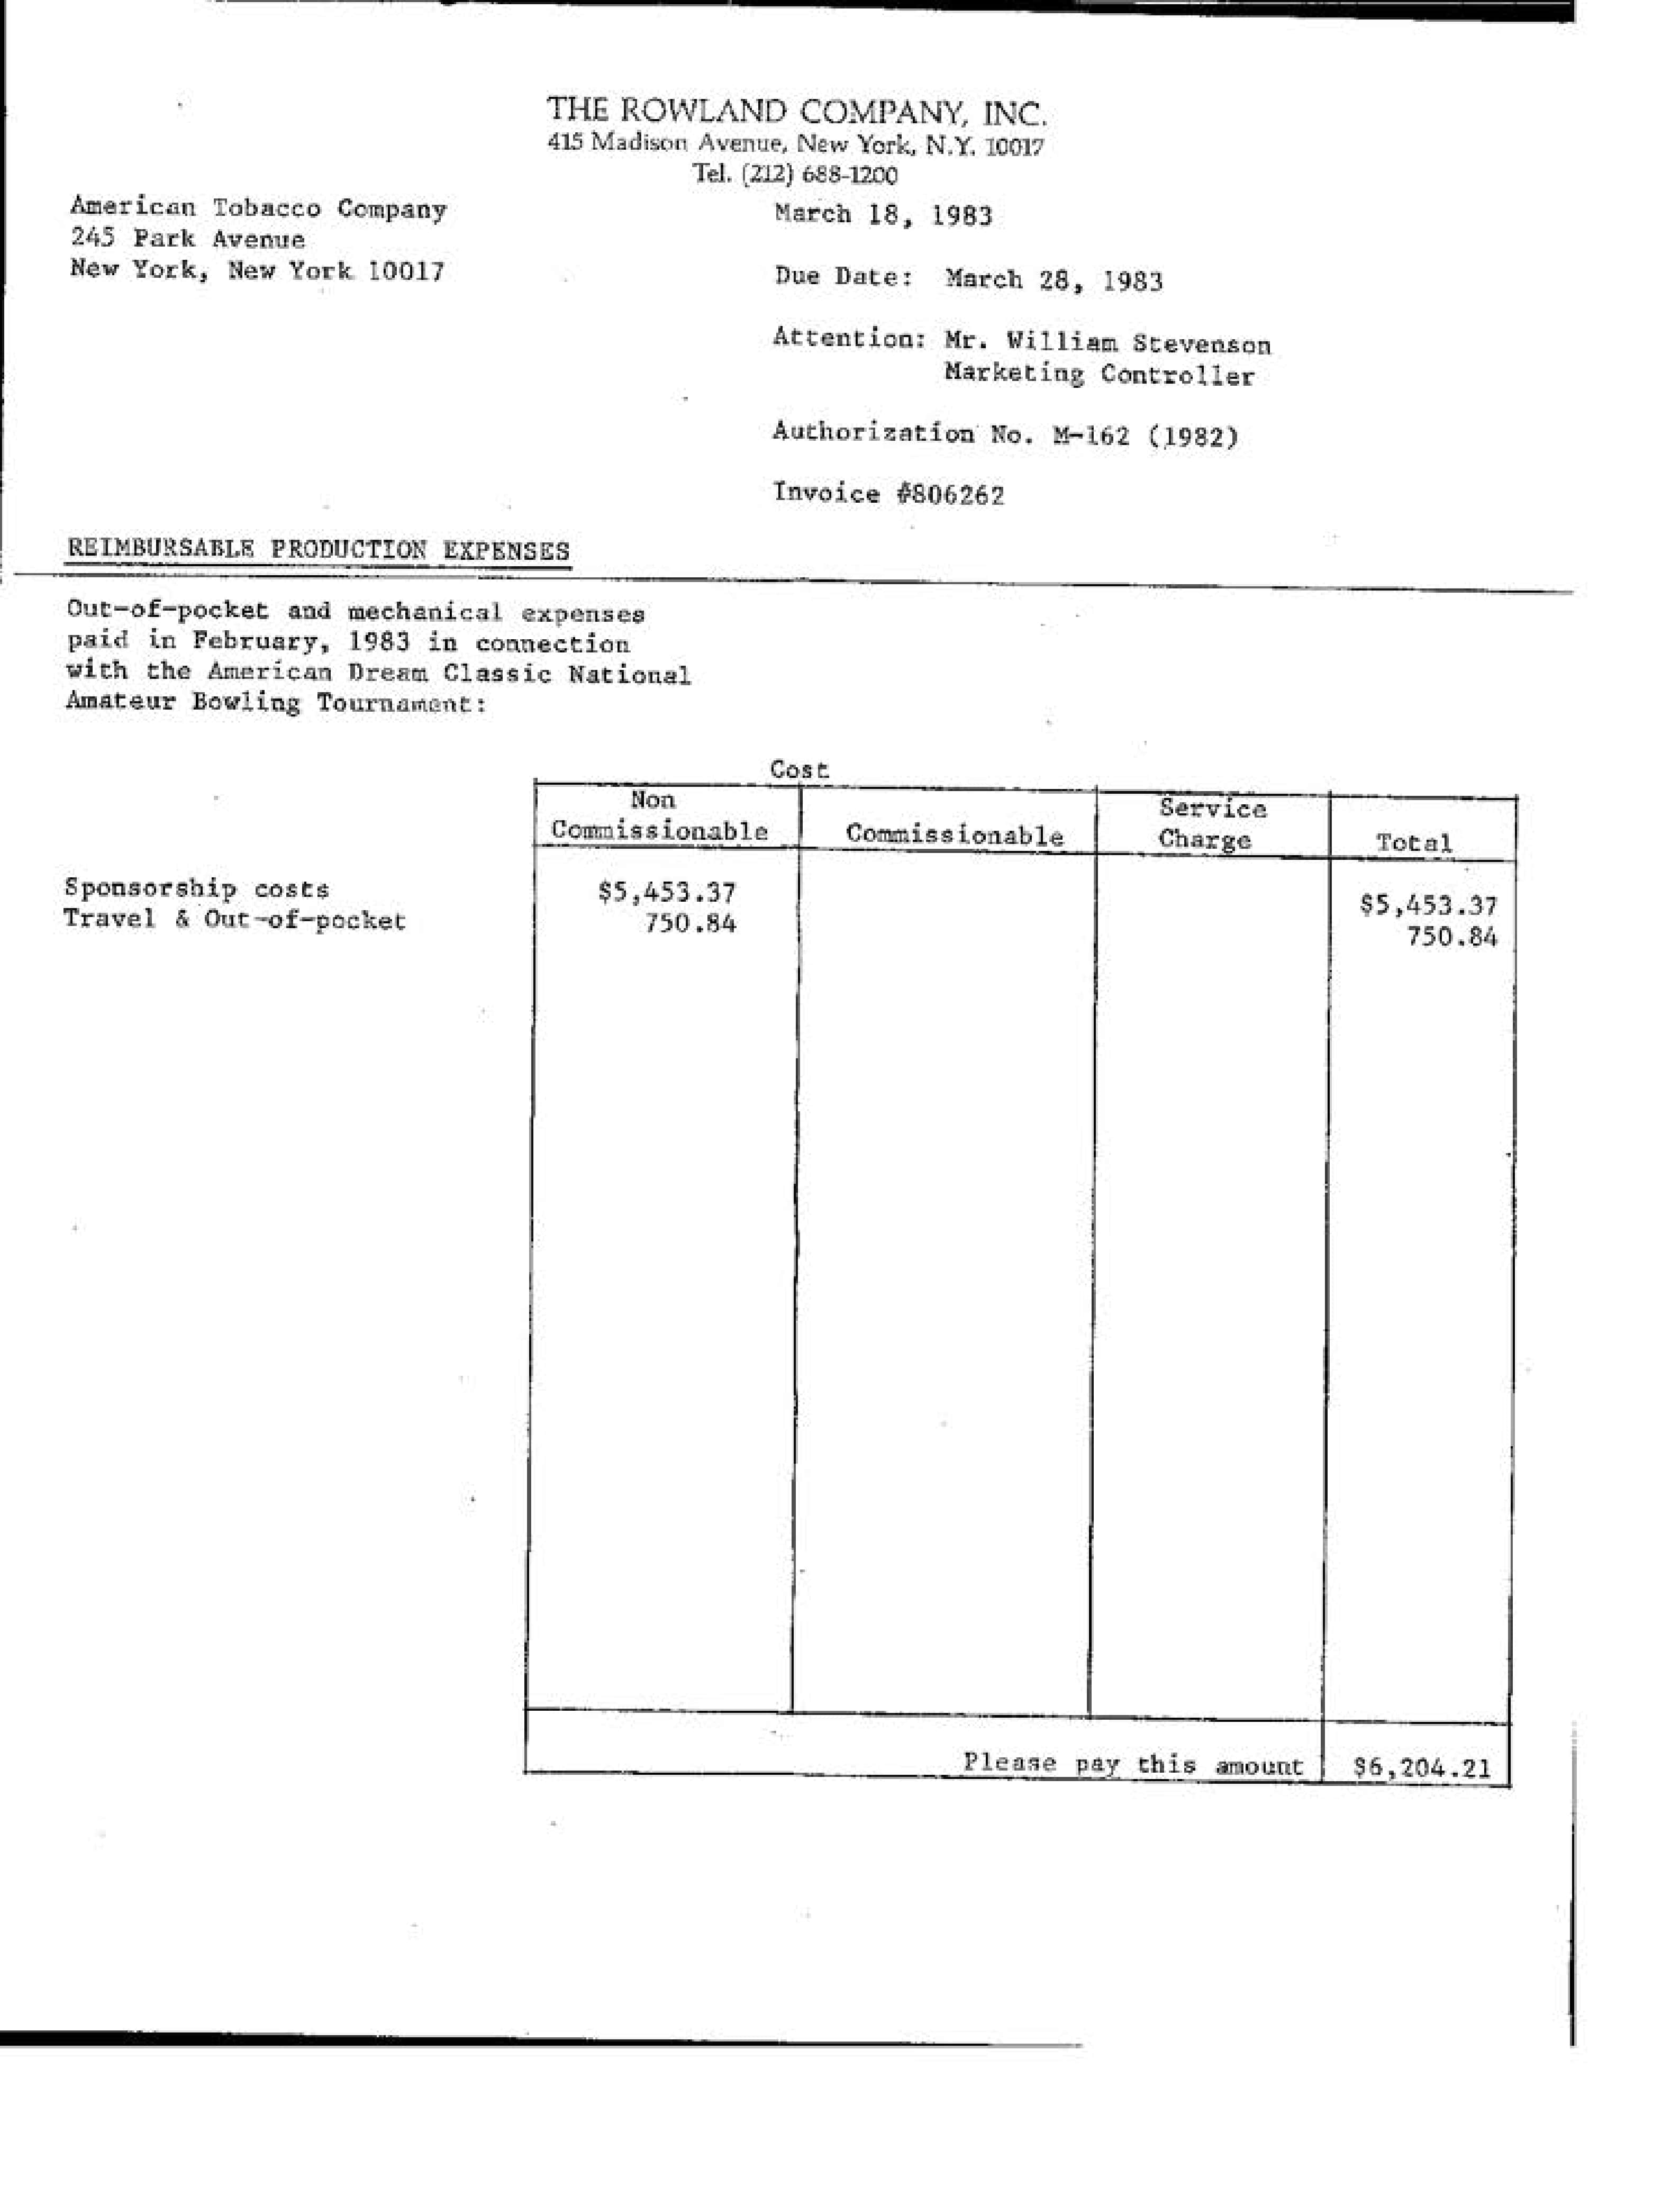 THE ROWLAND COMPANY, INC.
415 Madison Avenue, New York, N.Y. 10017
Tel. (212) 688-1200
American Tobacco Company
245 Park Avenue
New York, New York 10017
March 18, 1983
Due Date: March 28, 1983
Attention: Mr. William Stevenson
Marketing Controller
Authorization No. M-162 (1982)
Invoice #806262
REIMBURSABLE PRODUCTION EXPENSES
Out-of-pocket and mechanical expenses
paid in February, 1983 in connection
with the American Dream Classic National
Amateur Bowling Tournament:
Cost
Non Commissionable Commissionable Service Charge Total
Sponsorship costs $5,453.37 $5,453.37
Travel & Out-of-pocket 750.84 750.84
Please pay this amount $6,204.21